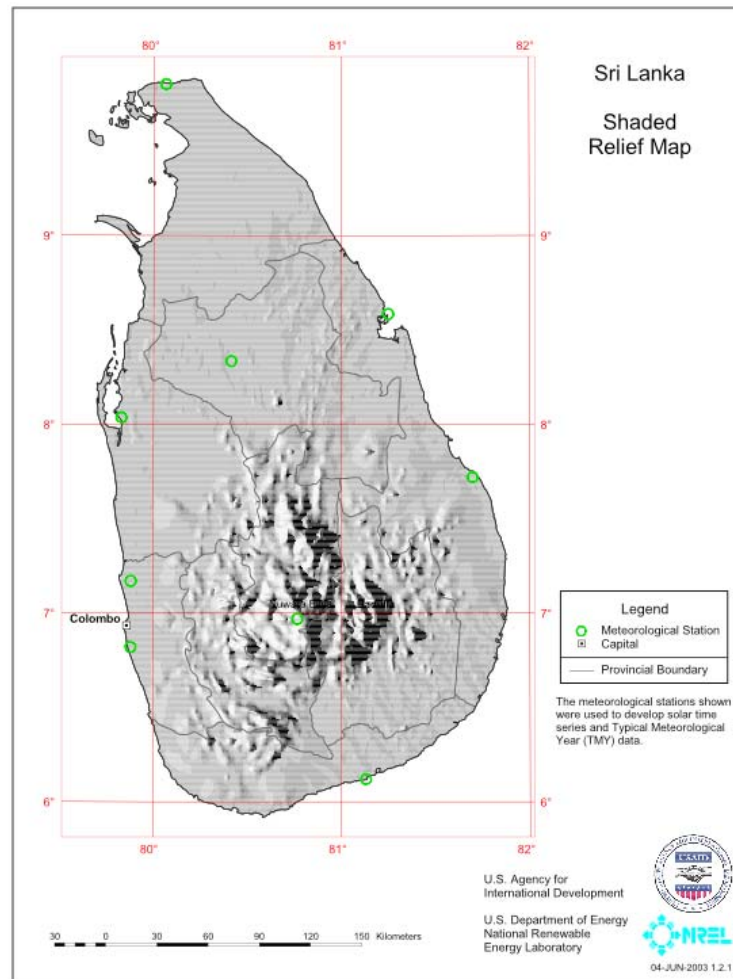 80°
81°
82°
Sri Lanka
Shaded
Relief Map
9°
9°
8°
8°
7°
7°
Colombo
Legend
Meteorological Station
Capital
Provincial Boundary
The meteorological stations shown
were used to develop solar time
series and Typical Meteorological
Year (TMY) data.
6°
6°
80°
81°
82°
U.S. Agency for
International Development
USAID
U.S. Department of Energy
National Renewable
Energy Laboratory
NREL
30 0 30 60 90 120 150 Kilometers
04-JUN-2003 1.2.1